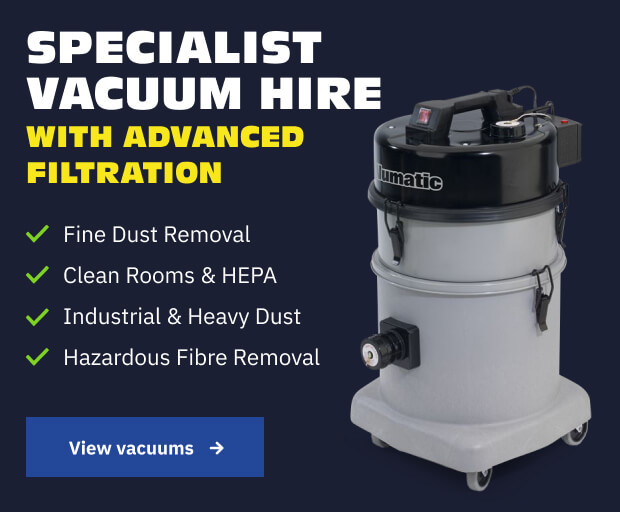 SPECIALIST
VACUUM HIRE
WITH ADVANCED
FILTRATION
Fine Dust Removal
Clean Rooms & HEPA
Industrial & Heavy Dust
Hazardous Fibre Removal
View vacuums →